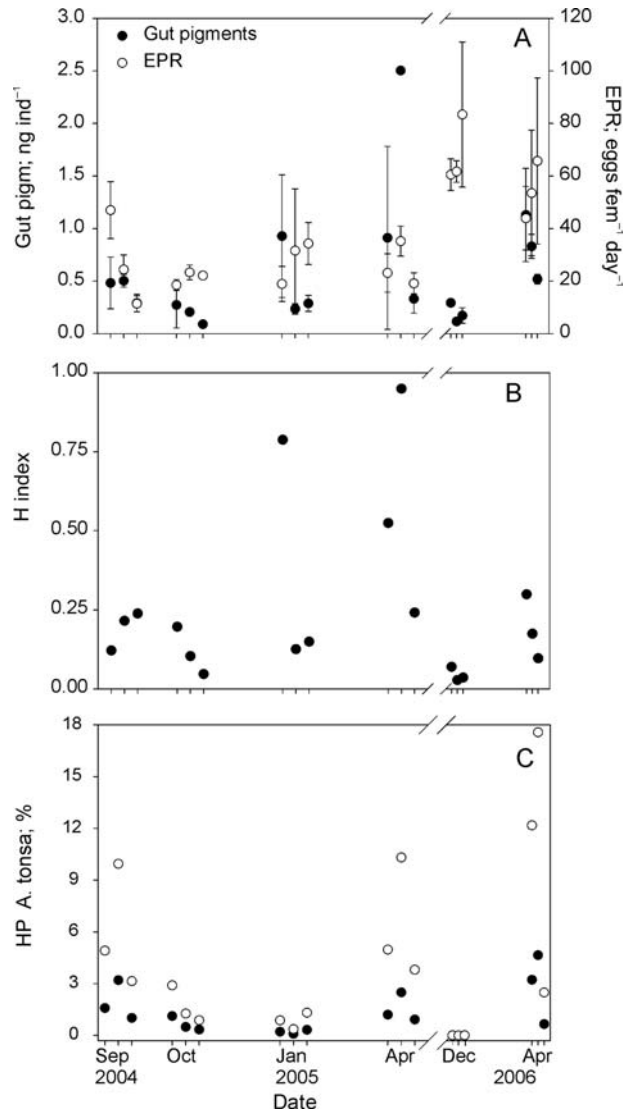 Gut pigments
EPR
A
Gut pigm; ng ind⁻¹
3.0
2.5
2.0
1.5
1.0
0.5
0.0
120
100
80
60
40
20
0
EPR; eggs fem⁻¹ day⁻¹
B
H index
1.00
0.75
0.50
0.25
0.00
C
HP A. tonsa; %
18
15
12
9
6
3
0
Sep Oct Jan Apr Dec Apr
2004 2005 2006
Date